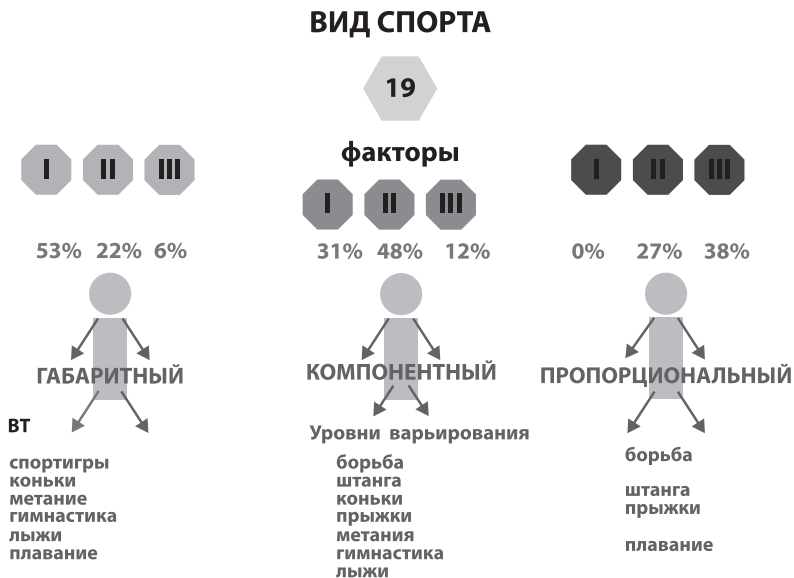 ВИД СПОРТА
19
факторы
I II III
I II III
I II III
53% 22% 6%
31% 48% 12%
0% 27% 38%
ГАБАРИТНЫЙ
КОМПОНЕНТНЫЙ
ПРОПОРЦИОНАЛЬНЫЙ
ВТ
спортигры
коньки
метание
гимнастика
лыжи
плавание
Уровни варьирования
борьба
штанга
коньки
прыжки
метания
гимнастика
лыжи
борьба
штанга
прыжки
плавание